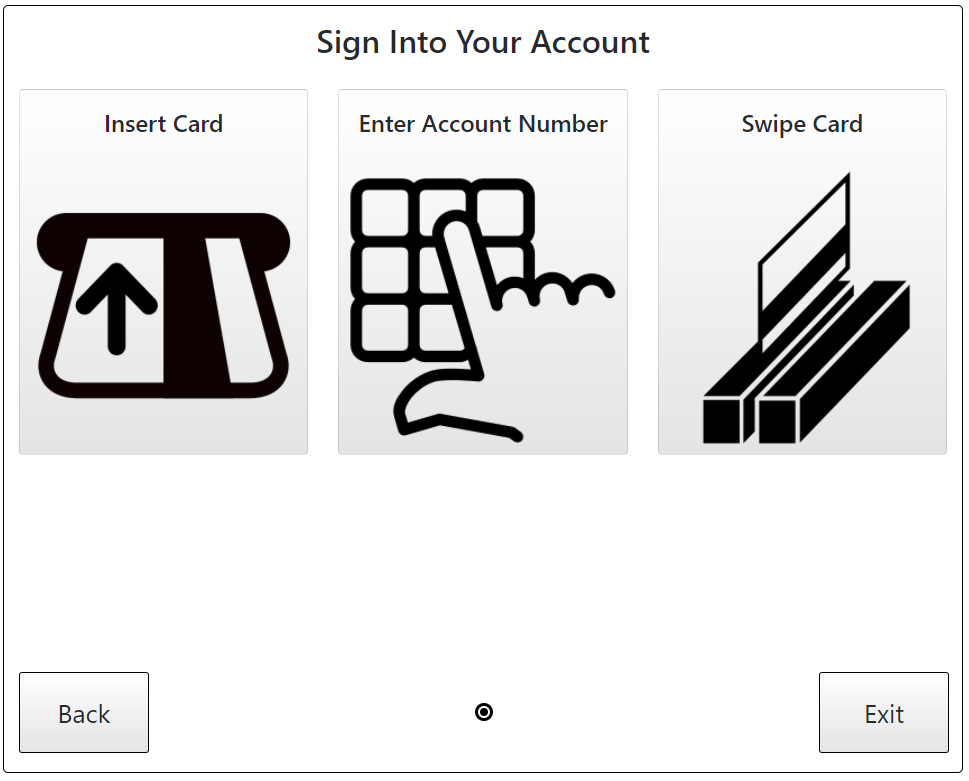 Sign Into Your Account
Insert Card
Enter Account Number
Swipe Card
Back
Exit